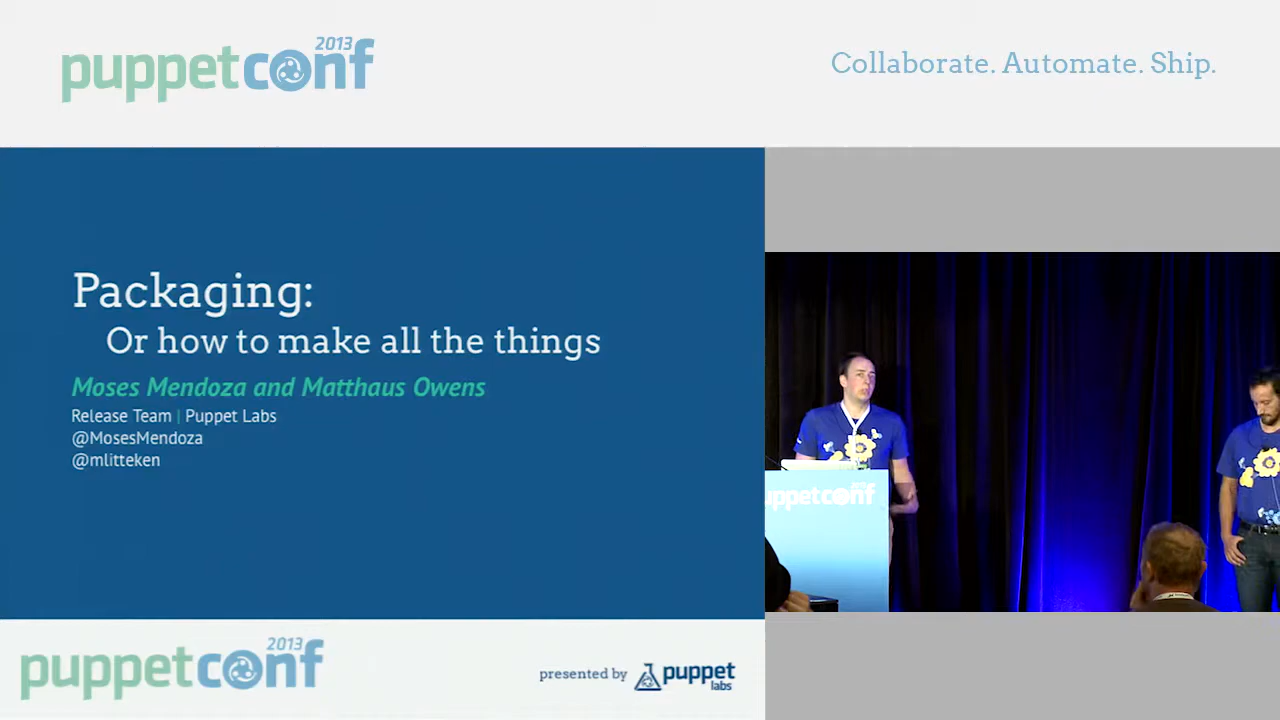 puppetconf 2013
Collaborate. Automate. Ship.
Packaging:
Or how to make all the things
Moses Mendoza and Matthaus Owens
Release Team | Puppet Labs
@MosesMendoza
@mlitteken
uppetconf
puppetconf 2013
presented by puppet labs